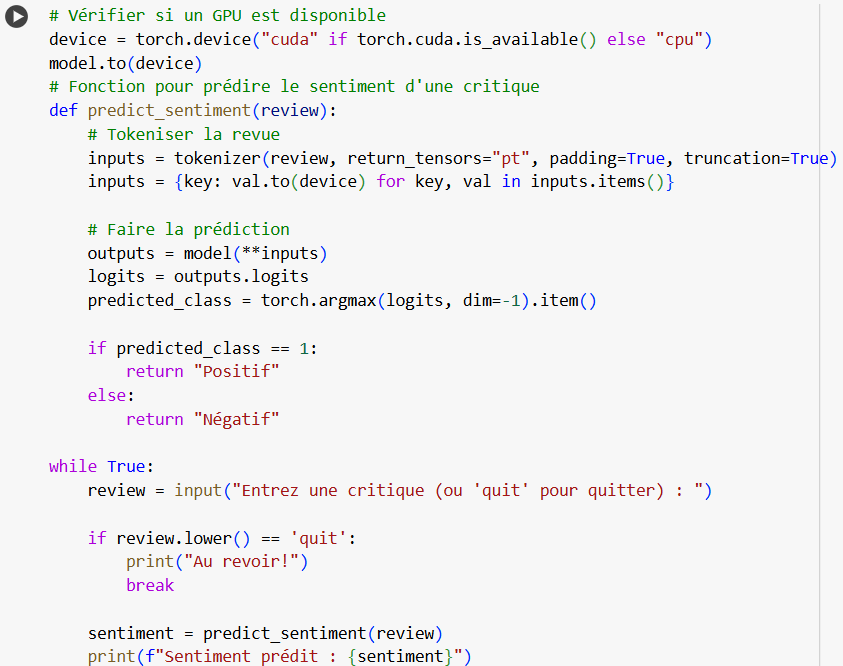 # Vérifier si un GPU est disponible
device = torch.device("cuda" if torch.cuda.is_available() else "cpu")
model.to(device)
# Fonction pour prédire le sentiment d'une critique
def predict_sentiment(review):
    # Tokeniser la revue
    inputs = tokenizer(review, return_tensors="pt", padding=True, truncation=True)
    inputs = {key: val.to(device) for key, val in inputs.items()}

    # Faire la prédiction
    outputs = model(**inputs)
    logits = outputs.logits
    predicted_class = torch.argmax(logits, dim=-1).item()

    if predicted_class == 1:
        return "Positif"
    else:
        return "Négatif"

while True:
    review = input("Entrez une critique (ou 'quit' pour quitter) : ")

    if review.lower() == 'quit':
        print("Au revoir!")
        break

    sentiment = predict_sentiment(review)
    print(f"Sentiment prédit : {sentiment}")